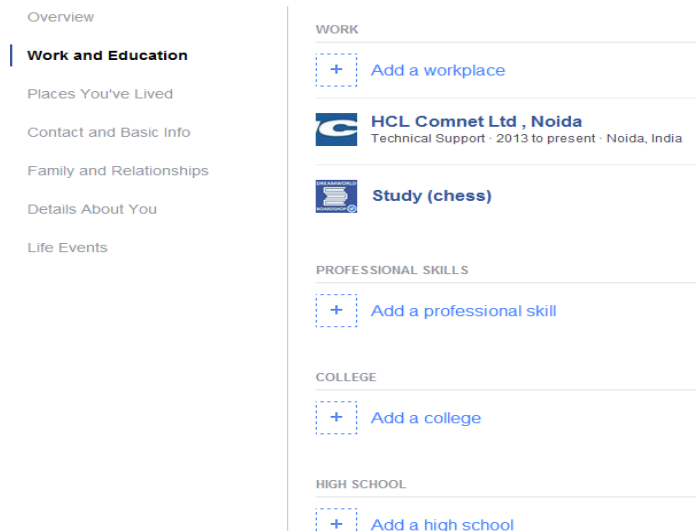 Overview
Work and Education
Places You've Lived
Contact and Basic Info
Family and Relationships
Details About You
Life Events
WORK
+ Add a workplace
HCL Comnet Ltd , Noida
Technical Support · 2013 to present · Noida, India
DREAMWORLD
BOARDSHOP
Study (chess)
PROFESSIONAL SKILLS
+ Add a professional skill
COLLEGE
+ Add a college
HIGH SCHOOL
+ Add a high school